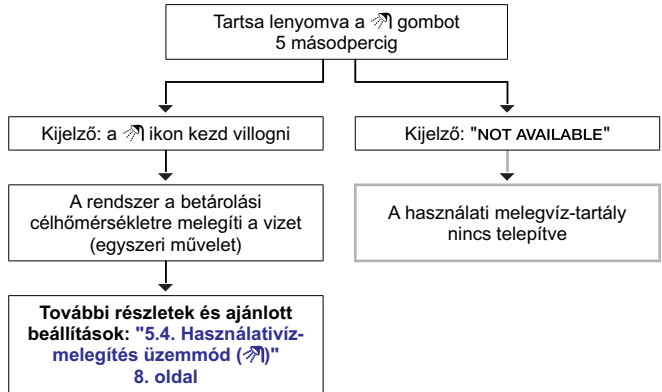 Tartsa lenyomva a gombot
5 másodpercig
Kijelző: a ikon kezd villogni
Kijelző: "NOT AVAILABLE"
A rendszer a betárolási
célhőmérsékletre melegíti a vizet
(egyszeri művelet)
A használati melegvíz-tartály
nincs telepítve
További részletek és ajánlott
beállítások: "5.4. Használativíz-
melegítés üzemmód ()"
8. oldal